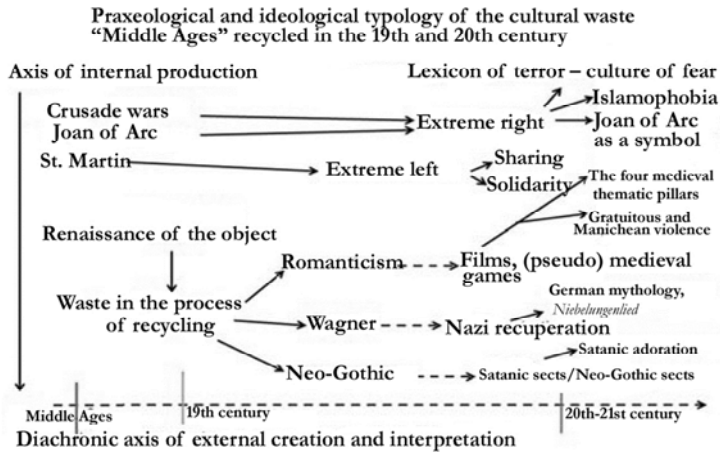 Praxeological and ideological typology of the cultural waste
“Middle Ages” recycled in the 19th and 20th century
Axis of internal production
Lexicon of terror – culture of fear
Crusade wars
Joan of Arc
Extreme right
Islamophobia
Joan of Arc
as a symbol
St. Martin
Extreme left
Sharing
Solidarity
The four medieval
thematic pillars
Gratuitous and
Manichean violence
Renaissance of the object
Romanticism
Films, (pseudo) medieval
games
Waste in the process
of recycling
Wagner
Nazi recuperation
German mythology,
Niebelungenlied
Neo-Gothic
Satanic sects/Neo-Gothic sects
Satanic adoration
Middle Ages
19th century
20th-21st century
Diachronic axis of external creation and interpretation